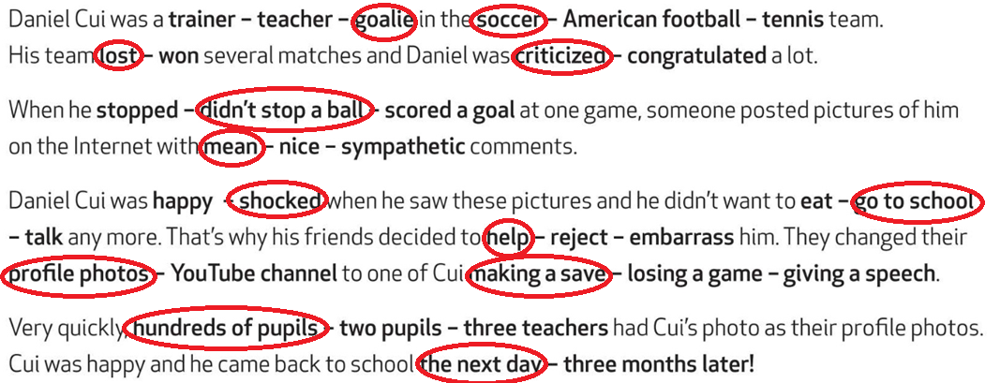 Daniel Cui was a trainer – teacher – goalie in the soccer – American football – tennis team.
His team lost – won several matches and Daniel was criticized – congratulated a lot.
When he stopped – didn't stop a ball – scored a goal at one game, someone posted pictures of him
on the Internet with mean – nice – sympathetic comments.
Daniel Cui was happy – shocked when he saw these pictures and he didn't want to eat – go to school
– talk any more. That's why his friends decided to help – reject – embarrass him. They changed their
profile photos – YouTube channel to one of Cui making a save – losing a game – giving a speech.
Very quickly, hundreds of pupils – two pupils – three teachers had Cui's photo as their profile photos.
Cui was happy and he came back to school the next day – three months later!